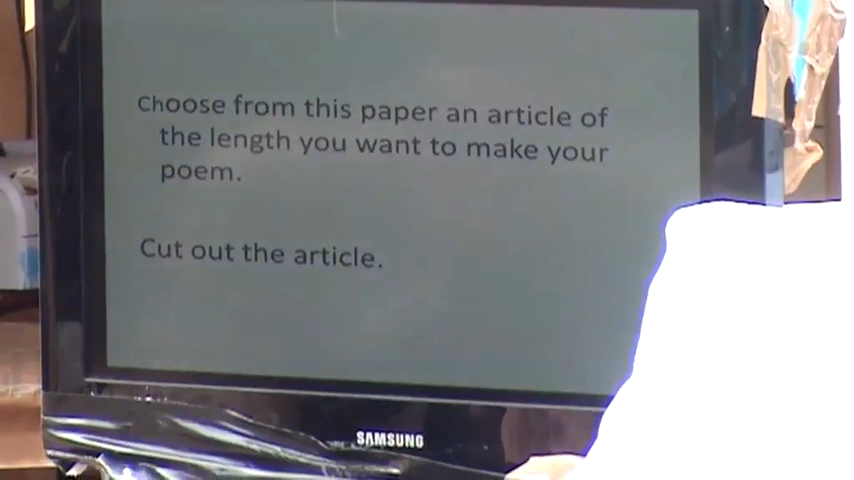 Choose from this paper an article of
the length you want to make your
poem.
Cut out the article.
SAMSUNG